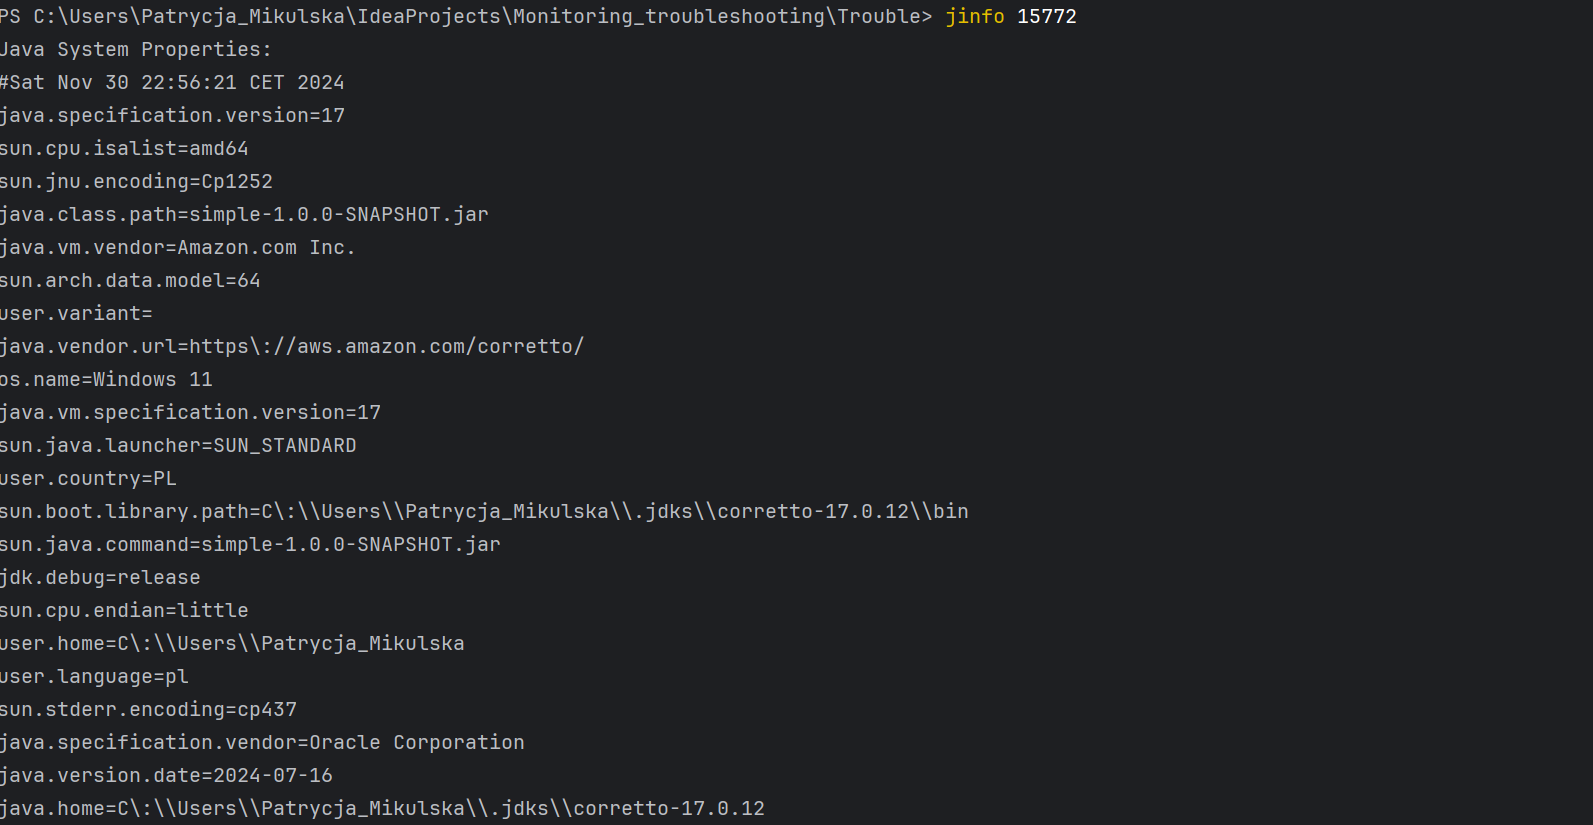 PS C:\Users\Patrycja_Mikulska\IdeaProjects\Monitoring_troubleshooting\Trouble> jinfo 15772
Java System Properties:
#Sat Nov 30 22:56:21 CET 2024
java.specification.version=17
sun.cpu.isalist=amd64
sun.jnu.encoding=Cp1252
java.class.path=simple-1.0.0-SNAPSHOT.jar
java.vm.vendor=Amazon.com Inc.
sun.arch.data.model=64
user.variant=
java.vendor.url=https\://aws.amazon.com/corretto/
os.name=Windows 11
java.vm.specification.version=17
sun.java.launcher=SUN_STANDARD
user.country=PL
sun.boot.library.path=C\:\\Users\\Patrycja_Mikulska\\.jdks\\corretto-17.0.12\\bin
sun.java.command=simple-1.0.0-SNAPSHOT.jar
jdk.debug=release
sun.cpu.endian=little
user.home=C\:\\Users\\Patrycja_Mikulska
user.language=pl
sun.stderr.encoding=cp437
java.specification.vendor=Oracle Corporation
java.version.date=2024-07-16
java.home=C\:\\Users\\Patrycja_Mikulska\\.jdks\\corretto-17.0.12